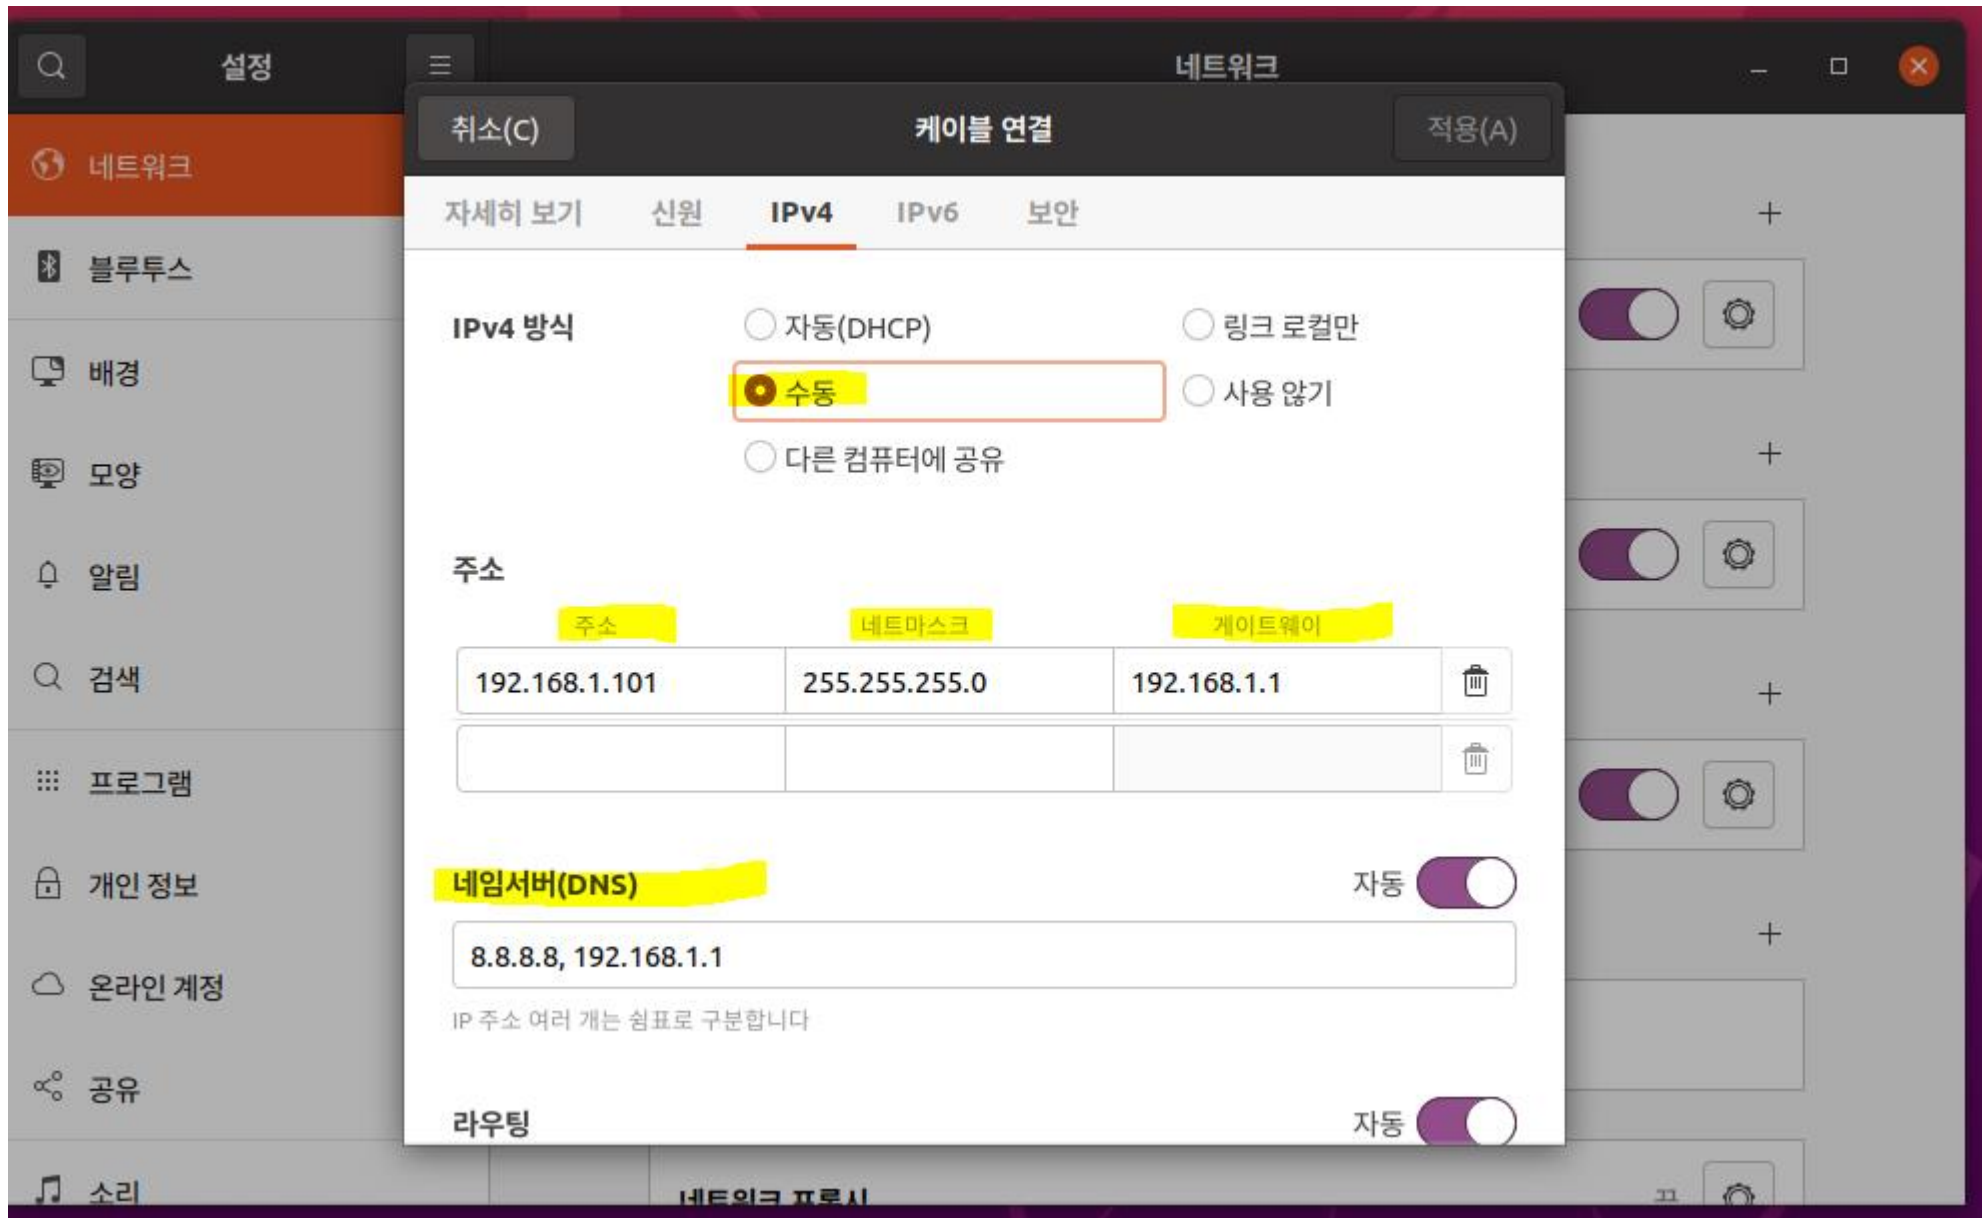 설정
네트워크
취소(C)
케이블 연결
적용(A)
네트워크
블루투스
배경
모양
알림
검색
프로그램
개인 정보
온라인 계정
공유
소리
자세히 보기 신원 IPv4 IPv6 보안
IPv4 방식
자동(DHCP) 링크 로컬만
수동 사용 않기
다른 컴퓨터에 공유
주소
주소 네트마스크 게이트웨이
192.168.1.101 255.255.255.0 192.168.1.1
네임서버(DNS) 자동
8.8.8.8, 192.168.1.1
IP 주소 여러 개는 쉼표로 구분합니다
라우팅 자동
네트워크 프록시 끔